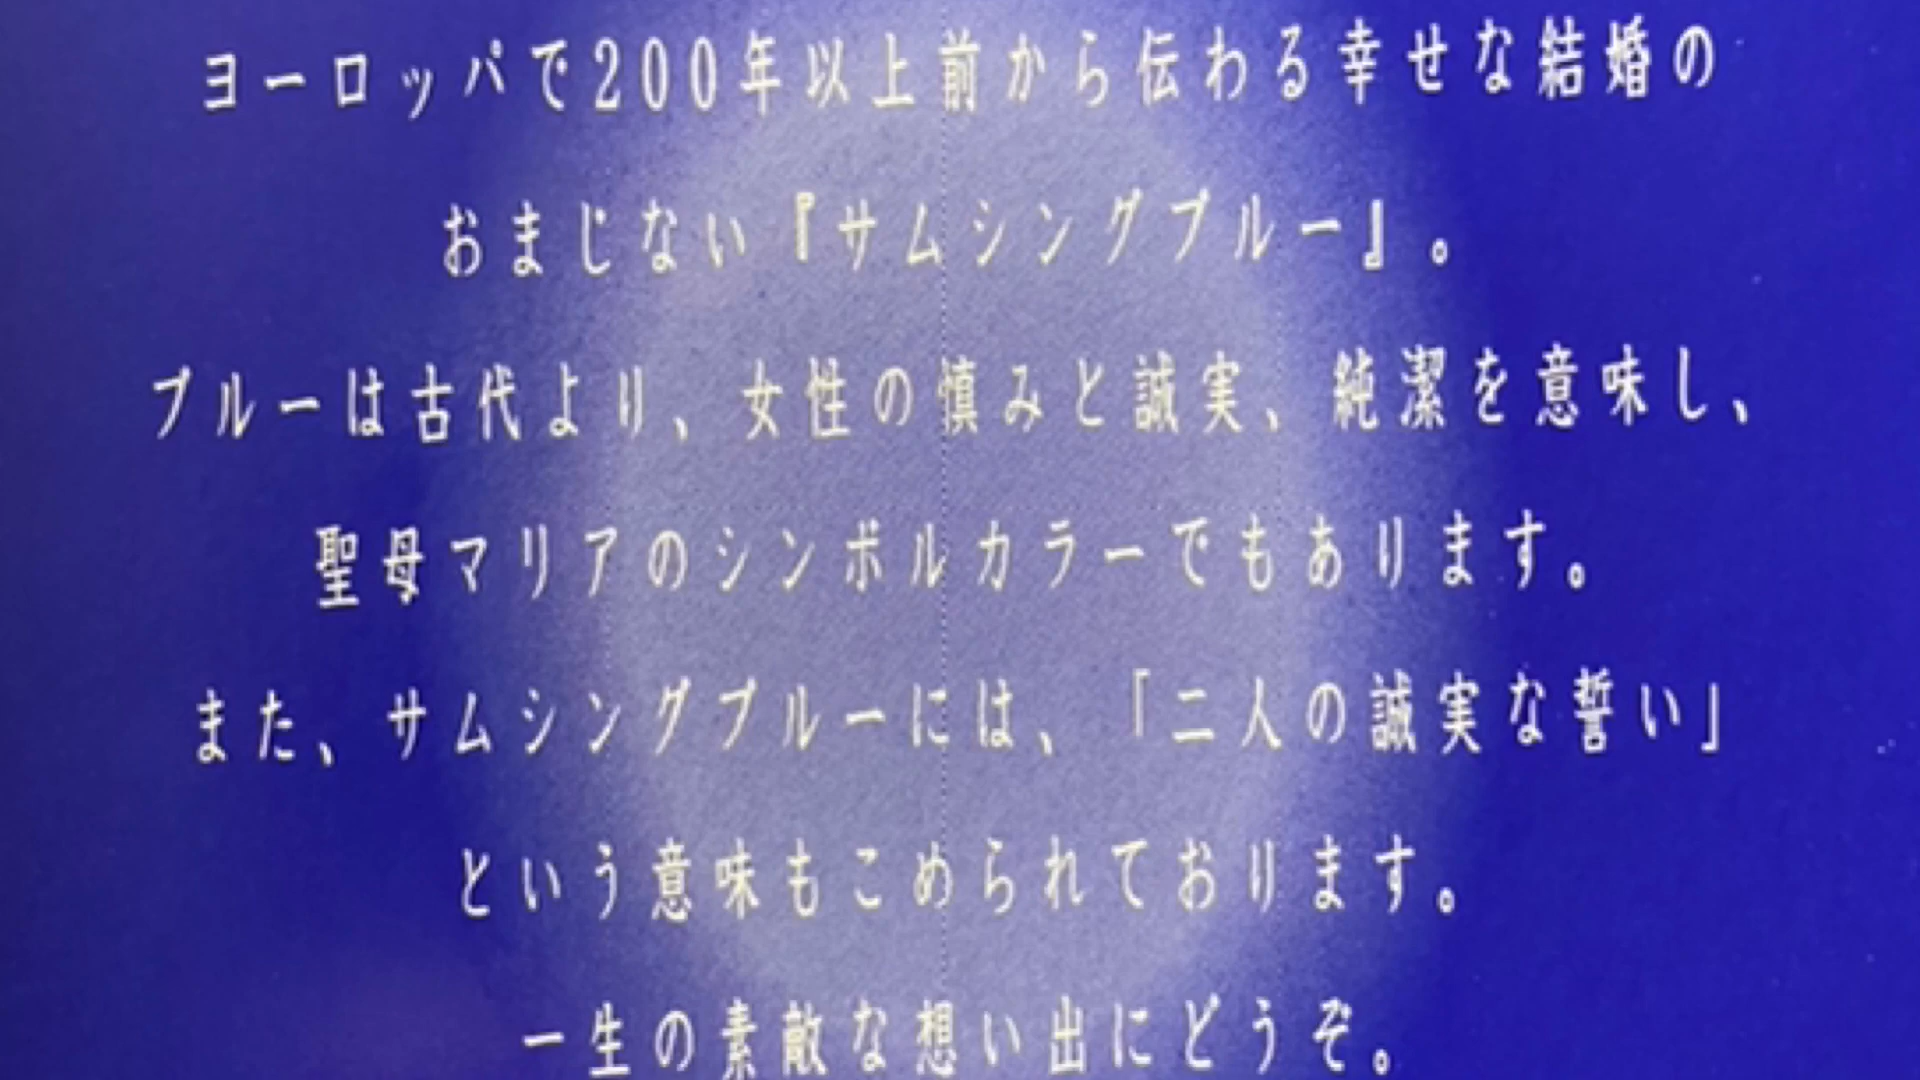 ヨーロッパで200年以上前から伝わる幸せな結婚の
おまじない『サムシングブルー』。
ブルーは古代より、女性の慎みと誠実、純潔を意味し、
聖母マリアのシンボルカラーでもあります。
また、サムシングブルーには、「二人の誠実な誓い」
という意味もこめられております。
一生の素敵な想い出にどうぞ。